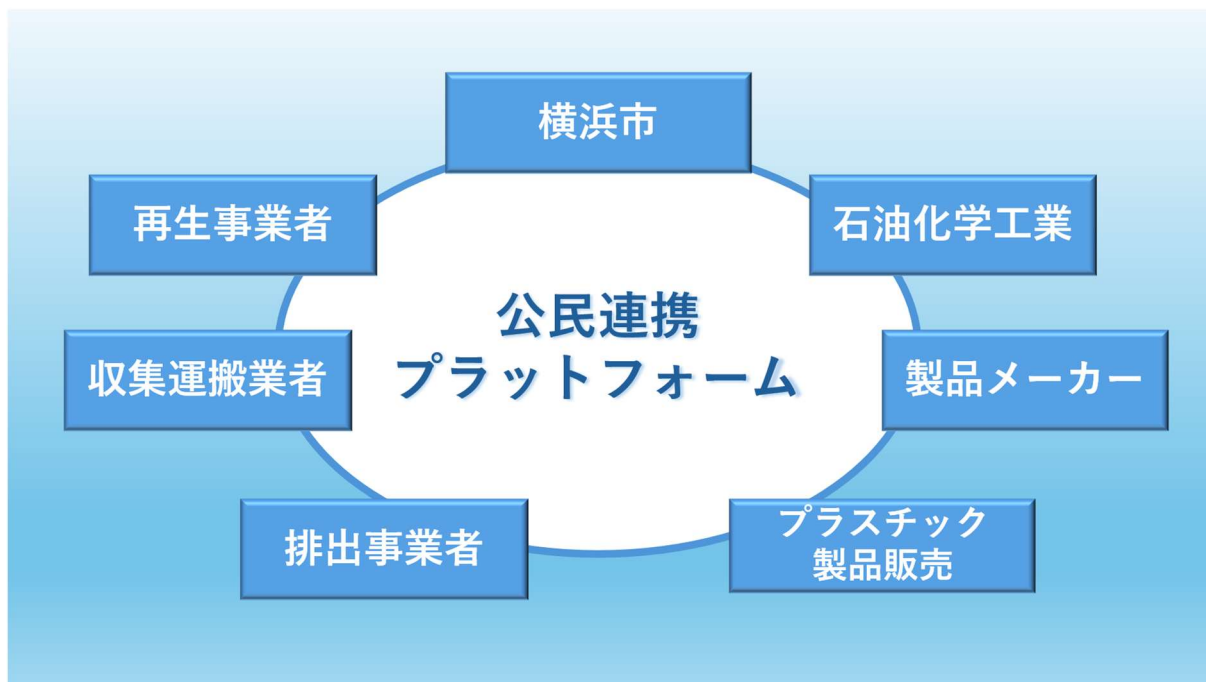 横浜市
再生事業者
石油化学工業
公民連携
プラットフォーム
収集運搬業者
製品メーカー
排出事業者
プラスチック
製品販売